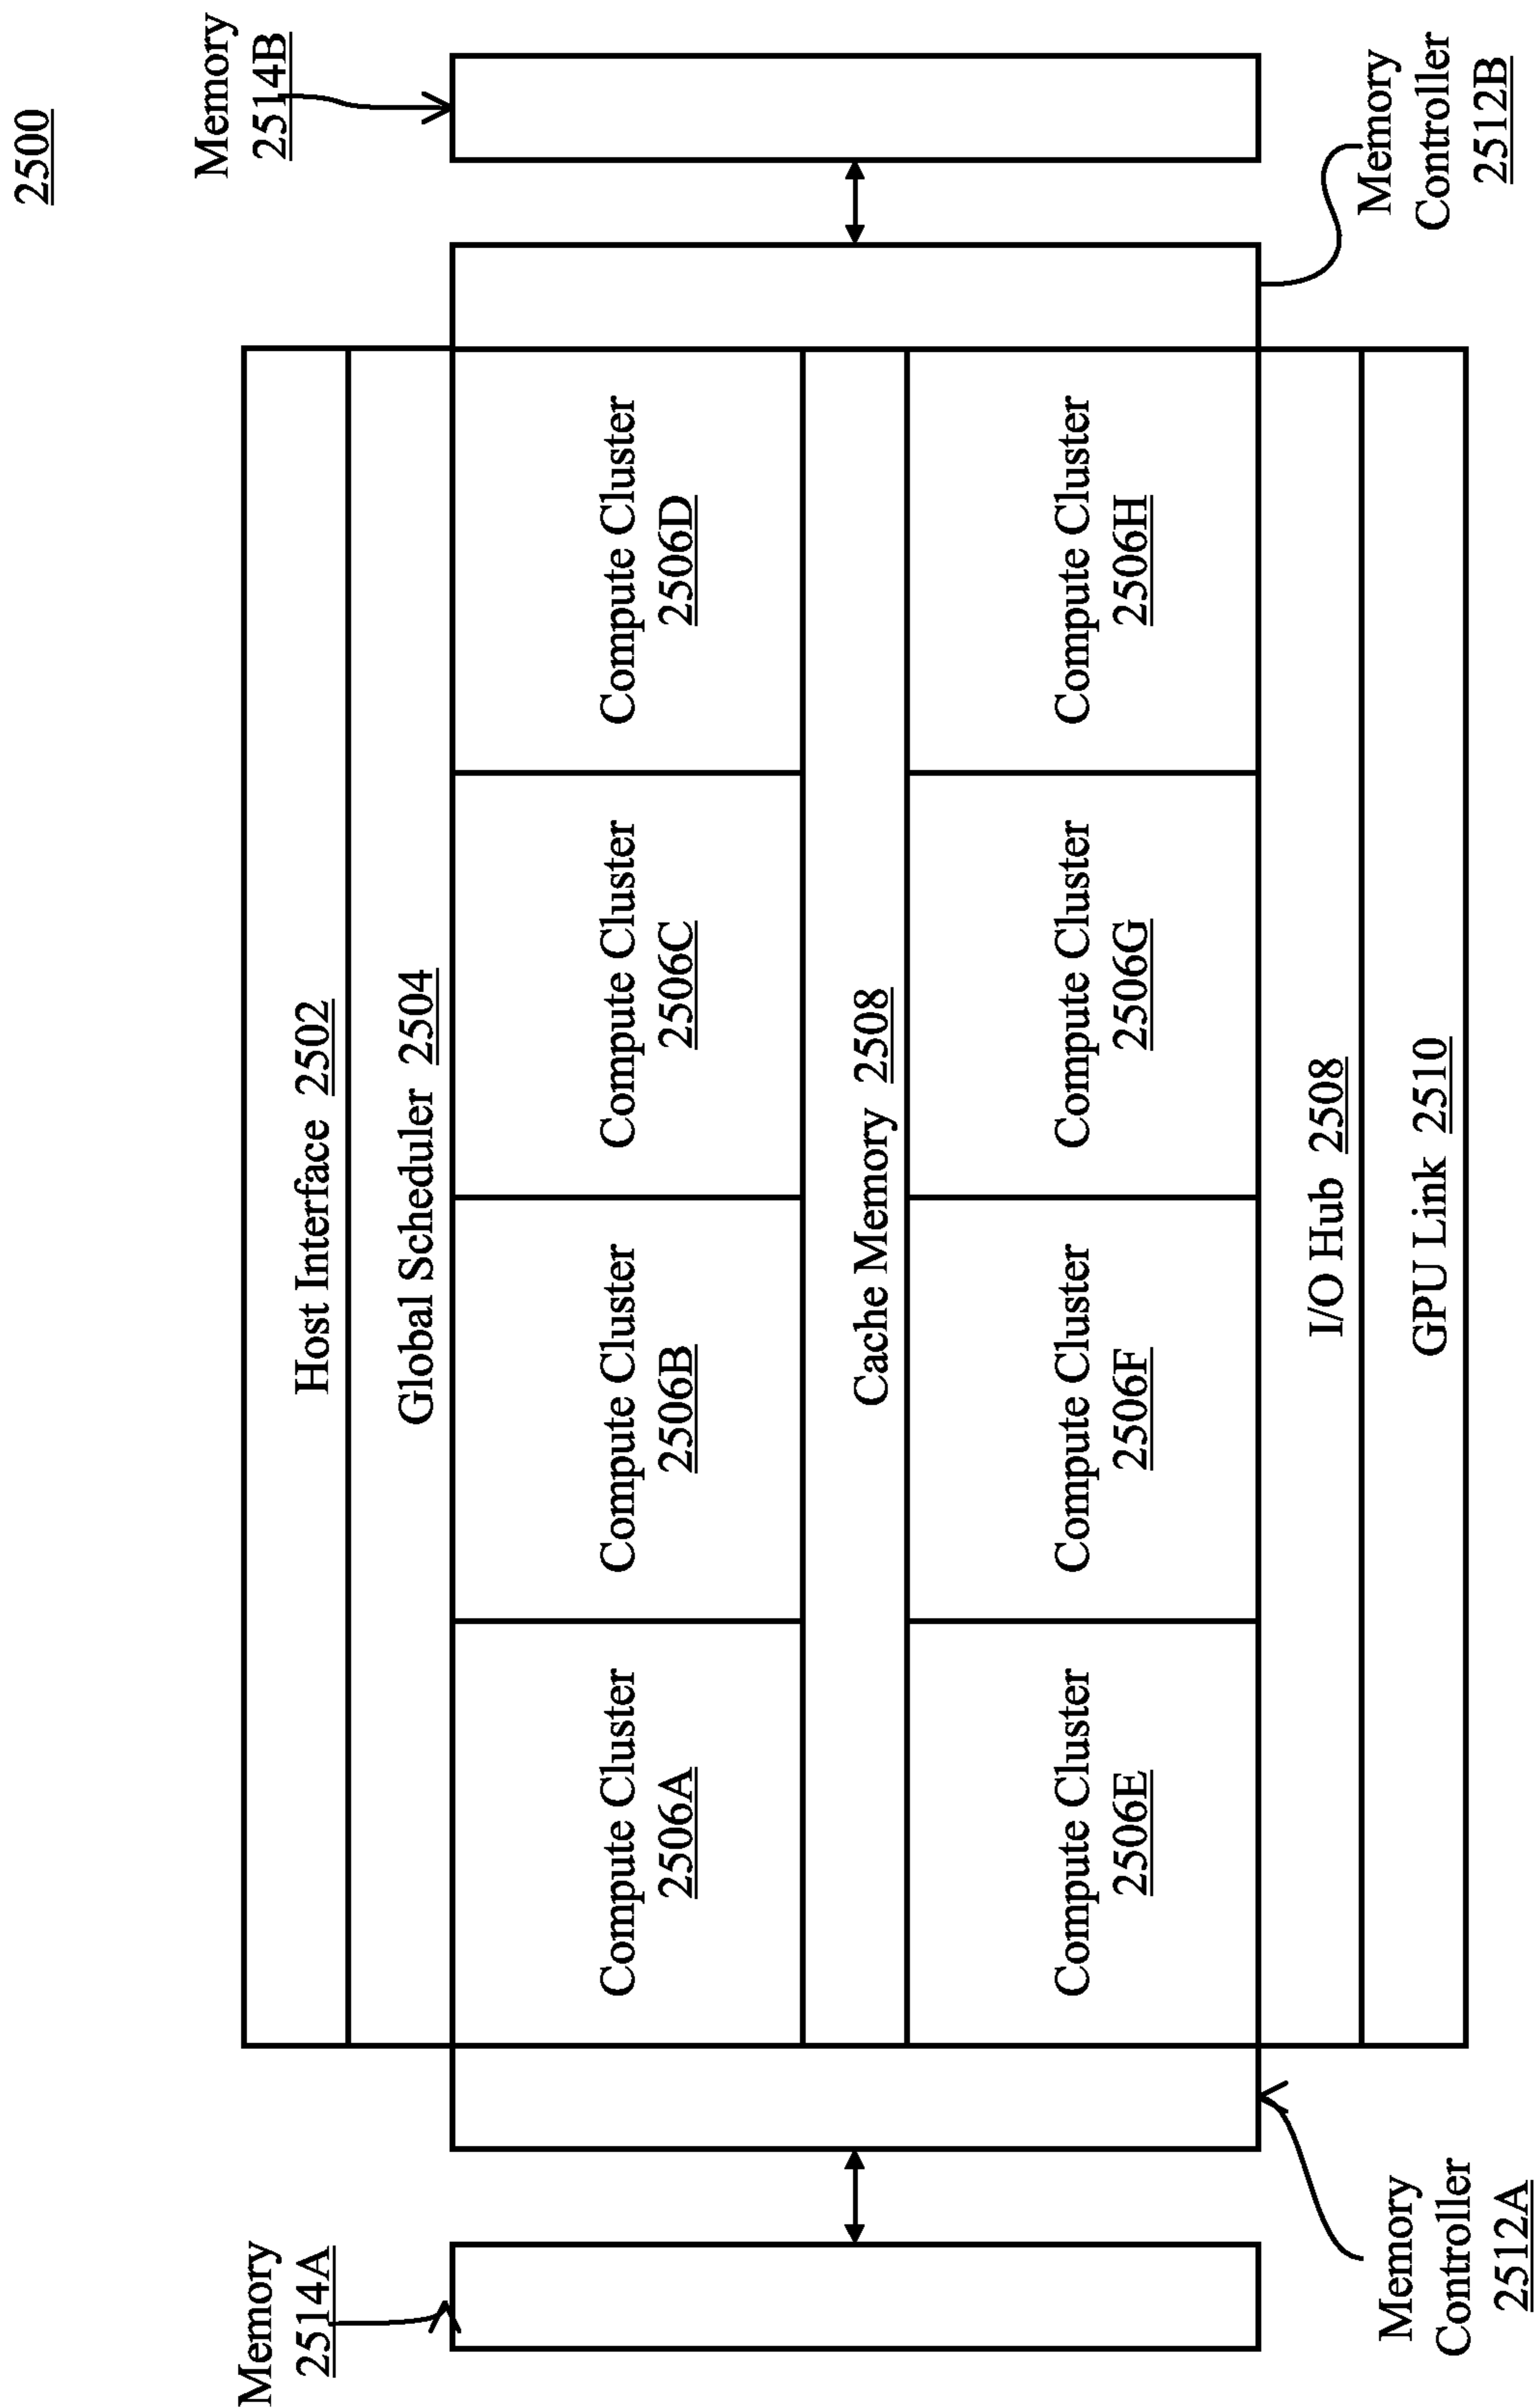 2500
Memory
2514B
Memory
Controller
2512B
Host Interface 2502
Global Scheduler 2504
Compute Cluster
2506A
Compute Cluster
2506B
Compute Cluster
2506C
Compute Cluster
2506D
Cache Memory 2508
Compute Cluster
2506E
Compute Cluster
2506F
Compute Cluster
2506G
Compute Cluster
2506H
I/O Hub 2508
GPU Link 2510
Memory
2514A
Memory
Controller
2512A